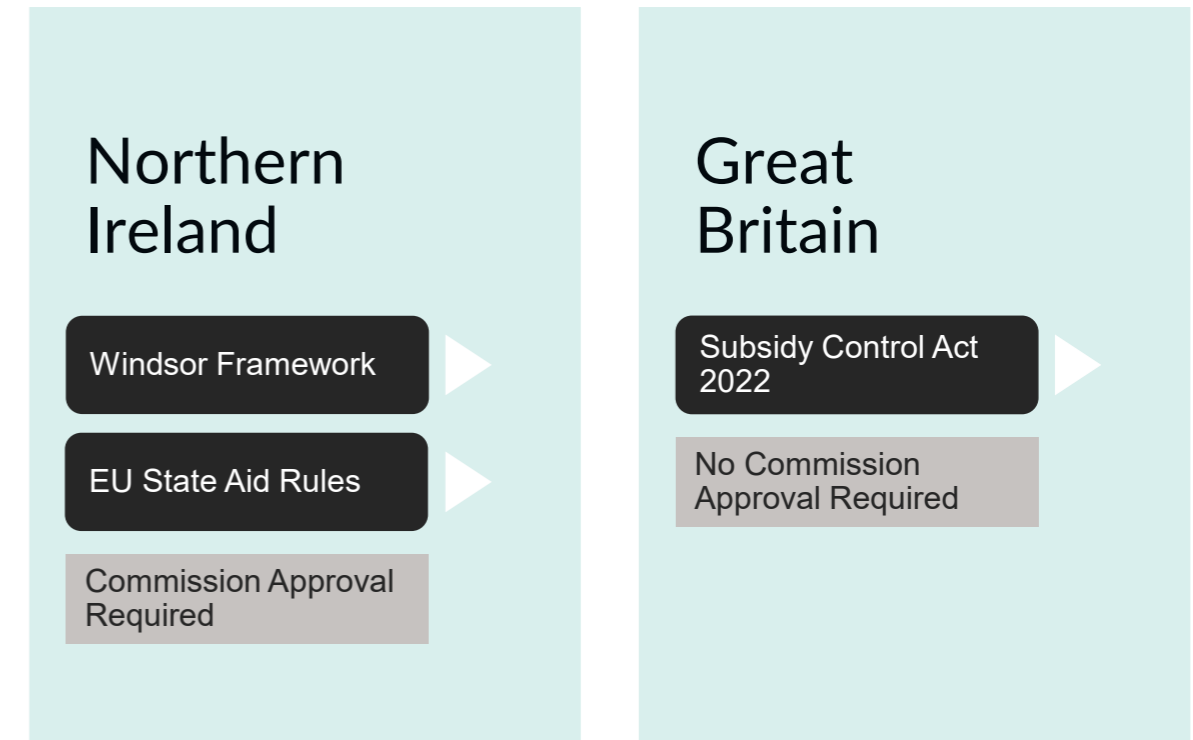 Northern
Ireland
Windsor Framework
EU State Aid Rules
Commission Approval
Required
Great
Britain
Subsidy Control Act
2022
No Commission
Approval Required